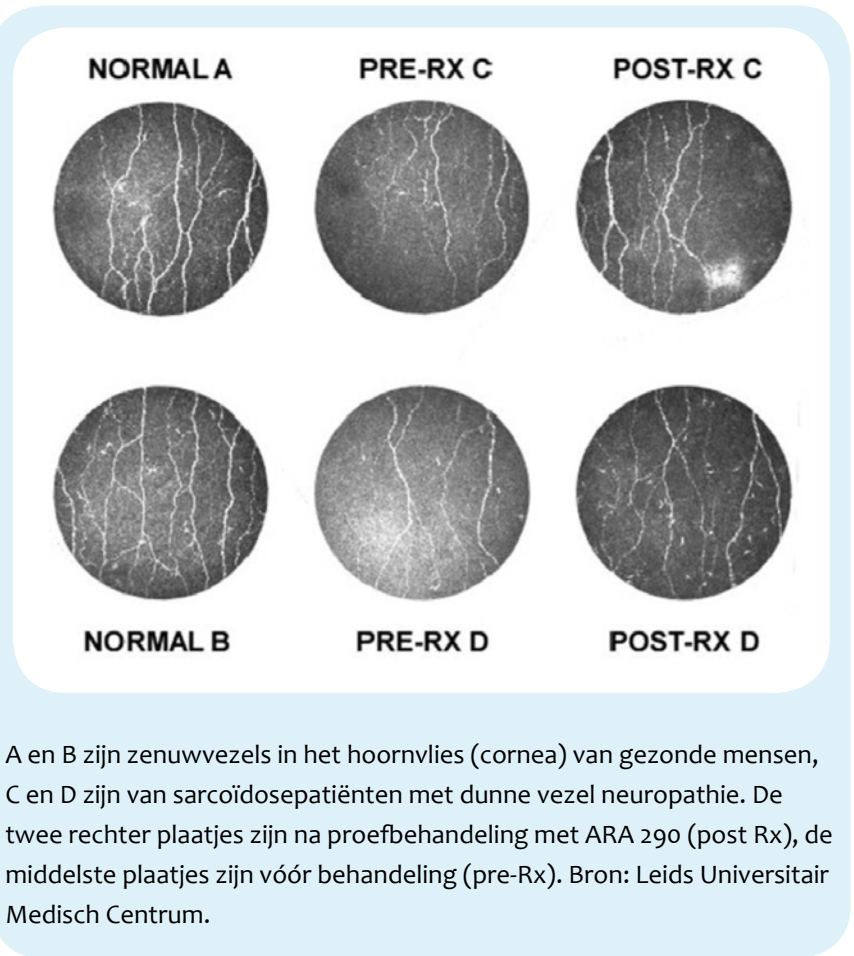 NORMAL A PRE-RX C POST-RX C
NORMAL B PRE-RX D POST-RX D
A en B zijn zenuwvezels in het hoornvlies (cornea) van gezonde mensen,
C en D zijn van sarcoïdosepatiënten met dunne vezel neuropathie. De
twee rechter plaatjes zijn na proefbehandeling met ARA 290 (post Rx), de
middelste plaatjes zijn vóór behandeling (pre-Rx). Bron: Leids Universitair
Medisch Centrum.